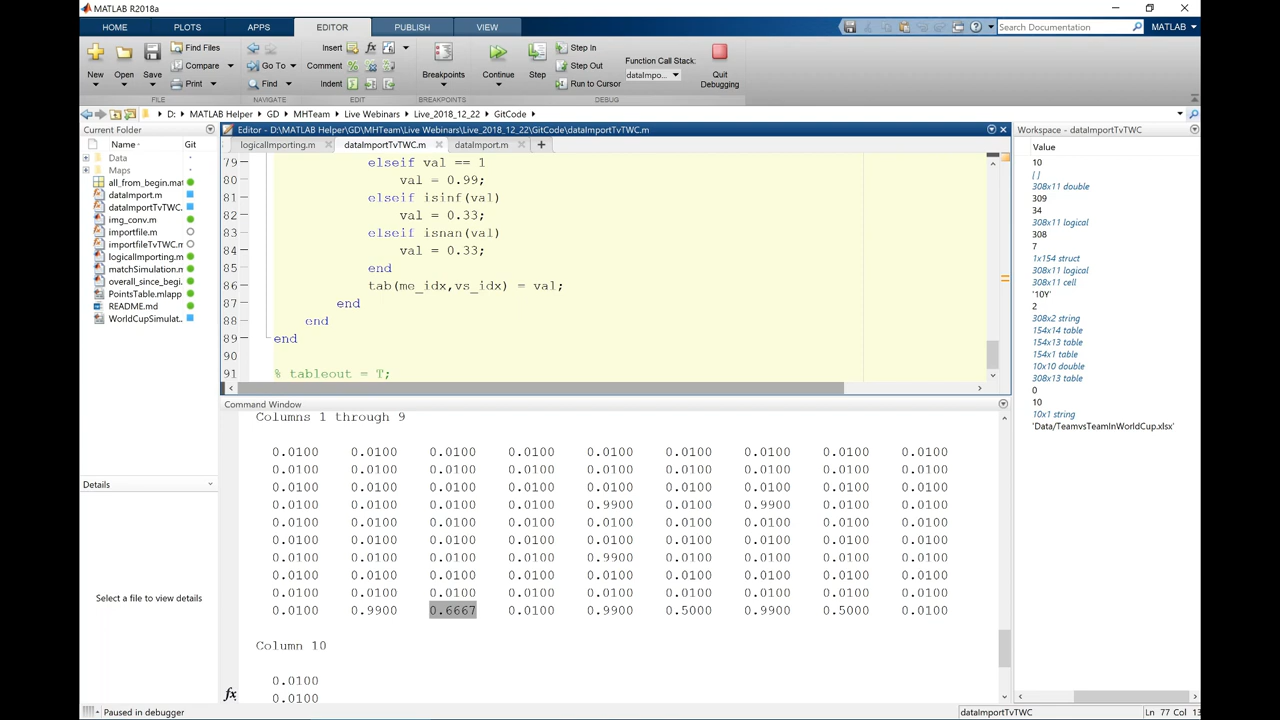 MATLAB R2018a
HOME PLOTS APPS EDITOR PUBLISH VIEW Search Documentation MATLAB
New Open Save Find Files Compare Print
Insert Comment Indent
Go To Find
Breakpoints Continue Step Step In Step Out Run to Cursor
Function Call Stack:
dataImpo...
Quit Debugging
FILE NAVIGATE EDIT BREAKPOINTS DEBUG
D: MATLAB Helper GD MHTeam Live Webinars Live_2018_12_22 GitCode
Current Folder
Name Git
Data
Maps
all_from_begin.mat
dataImport.m
dataImportTvTWC.
img_conv.m
importfile.m
importfileTvTWC.m
logicalImporting.m
matchSimulation.m
overall_since_begi.
PointsTable.mlapp
README.md
WorldCupSimulat..
Details
Select a file to view details
Editor - D:\MATLAB Helper\GD\MHTeam\Live Webinars\Live_2018_12_22\GitCode\dataImportTvTWC.m
logicalImporting.m dataImportTvTWC.m dataImport.m
79 elseif val == 1
80 val = 0.99;
81 elseif isinf(val)
82 val = 0.33;
83 elseif isnan(val)
84 val = 0.33;
85 end
86 tab(me_idx,vs_idx) = val;
87 end
88 end
89 end
90
91 % tableout = T;
Command Window
Columns 1 through 9
0.0100 0.0100 0.0100 0.0100 0.0100 0.0100 0.0100 0.0100 0.0100
0.0100 0.0100 0.0100 0.0100 0.0100 0.0100 0.0100 0.0100 0.0100
0.0100 0.0100 0.0100 0.0100 0.0100 0.0100 0.0100 0.0100 0.0100
0.0100 0.0100 0.0100 0.0100 0.9900 0.0100 0.9900 0.0100 0.0100
0.0100 0.0100 0.0100 0.0100 0.0100 0.0100 0.0100 0.0100 0.0100
0.0100 0.0100 0.0100 0.0100 0.0100 0.0100 0.0100 0.0100 0.0100
0.0100 0.0100 0.0100 0.0100 0.9900 0.0100 0.0100 0.0100 0.0100
0.0100 0.0100 0.0100 0.0100 0.0100 0.0100 0.0100 0.0100 0.0100
0.0100 0.0100 0.0100 0.0100 0.0100 0.0100 0.0100 0.0100 0.0100
0.0100 0.9900 0.6667 0.0100 0.9900 0.5000 0.9900 0.5000 0.0100
Column 10
0.0100
0.0100
fx
Workspace - dataImportTvTWC
Value
10
[ ]
308x11 double
309
34
308x11 logical
308
7
1x154 struct
308x11 logical
308x11 cell
'10Y'
2
308x2 string
154x14 table
154x13 table
154x1 table
10x10 double
308x13 table
0
10
10x1 string
'Data/TeamvsTeamInWorldCup.xlsx'
Paused in debugger
dataImportTvTWC Ln 77 Col 13